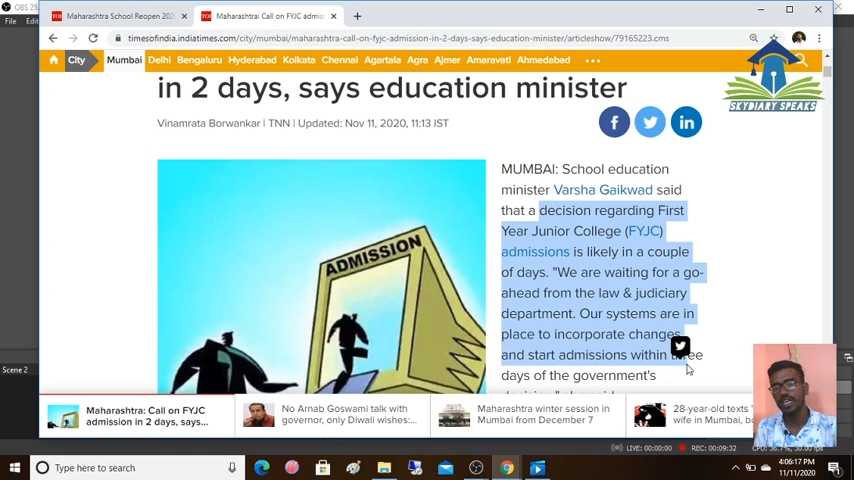 OBS 25.
File
Maharashtra School Reopen 202
Maharashtra: Call on FYJC admis
timesofindia.indiatimes.com/city/mumbai/maharashtra-call-on-fyjc-admission-in-2-days-says-education-minister/articleshow/79165223.cms
City Mumbai Delhi Bengaluru Hyderabad Kolkata Chennai Agartala Agra Ajmer Amaravati Ahmedabad
in 2 days, says education minister
SKYDIARY SPEAKS
Vinamrata Borwankar | TNN | Updated: Nov 11, 2020, 11:13 IST
MUMBAI: School education
minister Varsha Gaikwad said
that a decision regarding First
Year Junior College (FYJC)
admissions is likely in a couple
of days. "We are waiting for a go-
ahead from the law & judiciary
department. Our systems are in
place to incorporate changes
and start admissions within three
days of the government's
ADMISSION
Scene 2
Maharashtra: Call on FYJC
admission in 2 days, says...
No Arnab Goswami talk with
governor, only Diwali wishes:...
Maharashtra winter session in
Mumbai from December 7
28-year-old texts
wife in Mumbai, bo
LIVE: 00:00:00 REC: 00:09:32
Type here to search
4:06:17 PM
11/11/2020